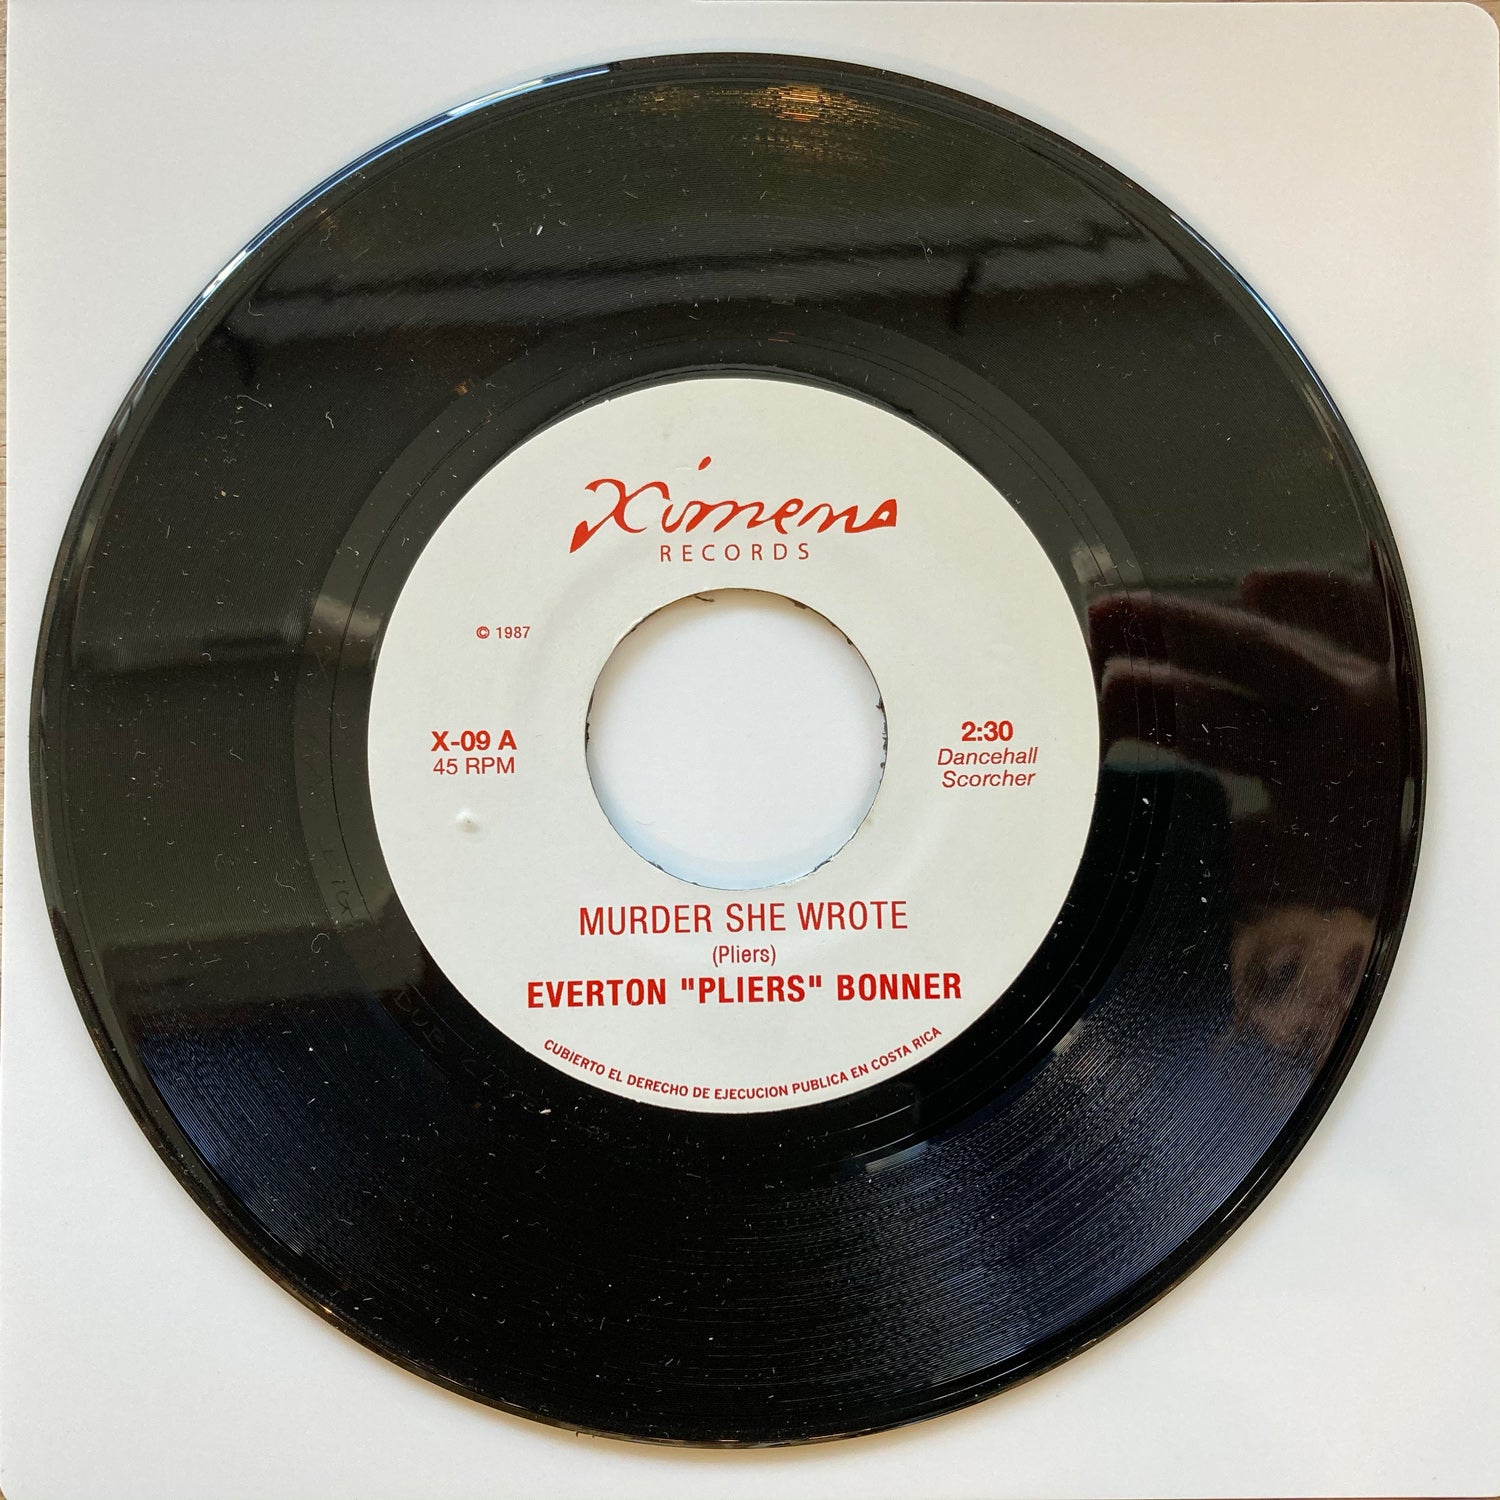 Ximena
RECORDS
© 1987
X-09 A
45 RPM
2:30
Dancehall
Scorcher
MURDER SHE WROTE
(Pliers)
EVERTON "PLIERS" BONNER
CUBIERTO EL DERECHO DE EJECUCION PUBLICA EN COSTA RICA